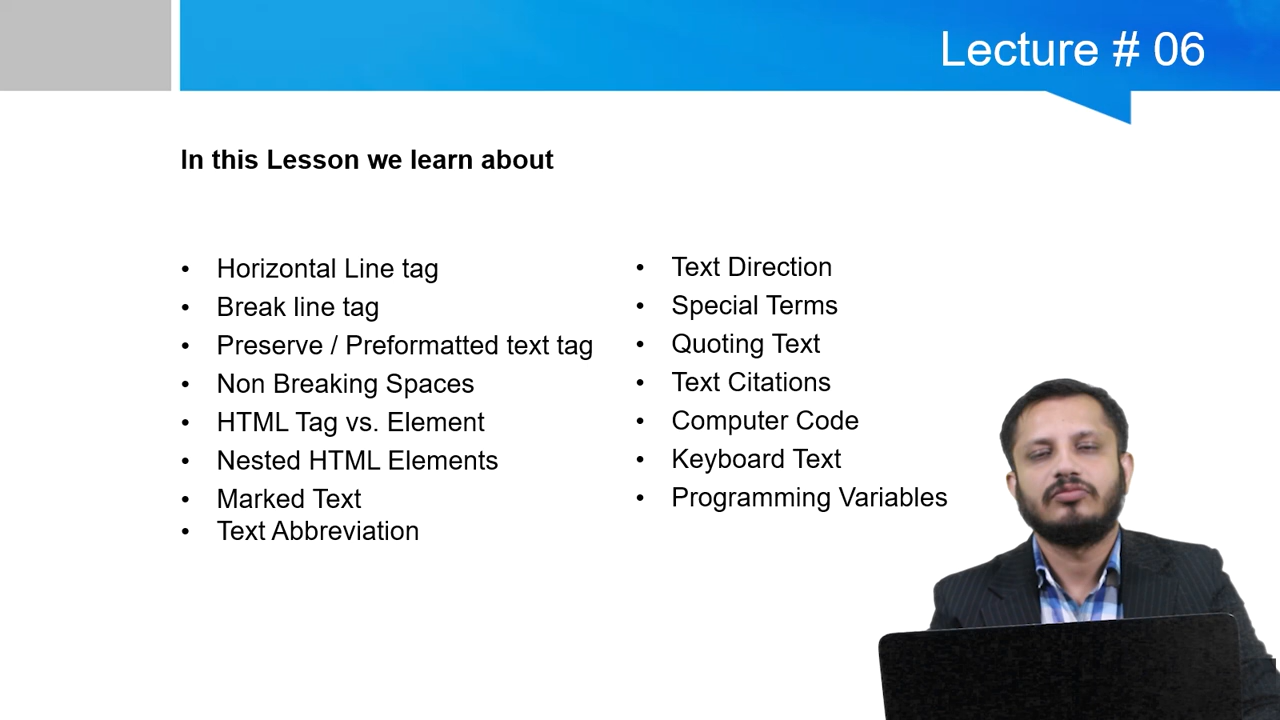 Lecture # 06
In this Lesson we learn about
• Horizontal Line tag
• Break line tag
• Preserve / Preformatted text tag
• Non Breaking Spaces
• HTML Tag vs. Element
• Nested HTML Elements
• Marked Text
• Text Abbreviation
• Text Direction
• Special Terms
• Quoting Text
• Text Citations
• Computer Code
• Keyboard Text
• Programming Variables